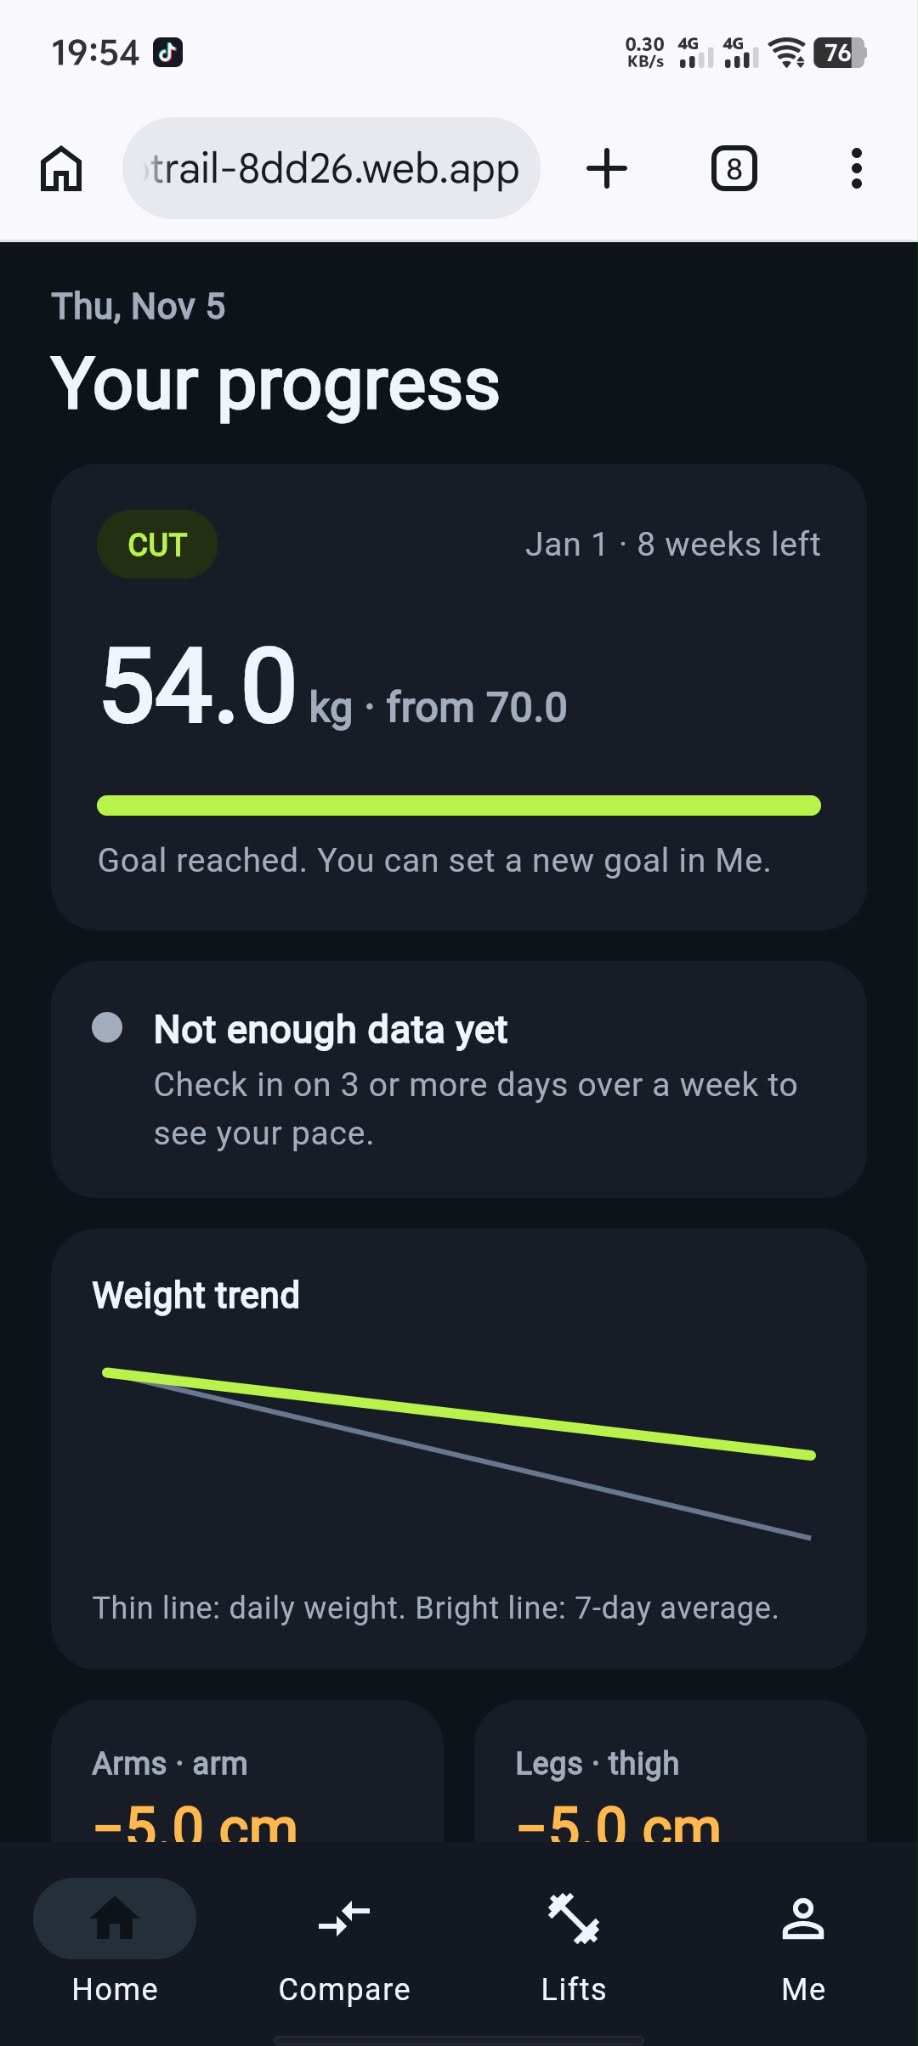 19:54
0.30 KB/s 4G 4G 76
trail-8dd26.web.app
8
Thu, Nov 5
Your progress
CUT
Jan 1 · 8 weeks left
54.0 kg · from 70.0
Goal reached. You can set a new goal in Me.
Not enough data yet
Check in on 3 or more days over a week to
see your pace.
Weight trend
Thin line: daily weight. Bright line: 7-day average.
Arms · arm
Legs · thigh
−5.0 cm
−5.0 cm
Home
Compare
Lifts
Me